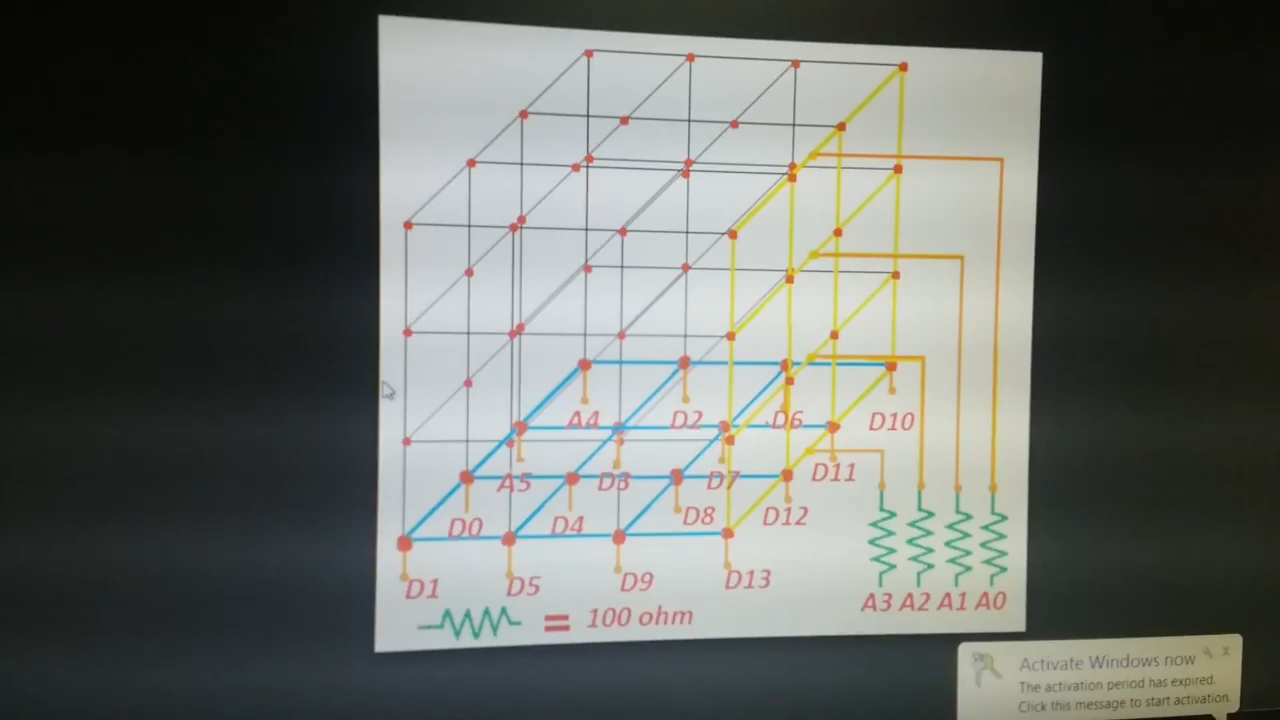 A4 D2 D6 D10
A5 D3 D7 D11
D0 D4 D8 D12
D1 D5 D9 D13
A3 A2 A1 A0
= 100 ohm
Activate Windows now
The activation period has expired.
Click this message to start activation.